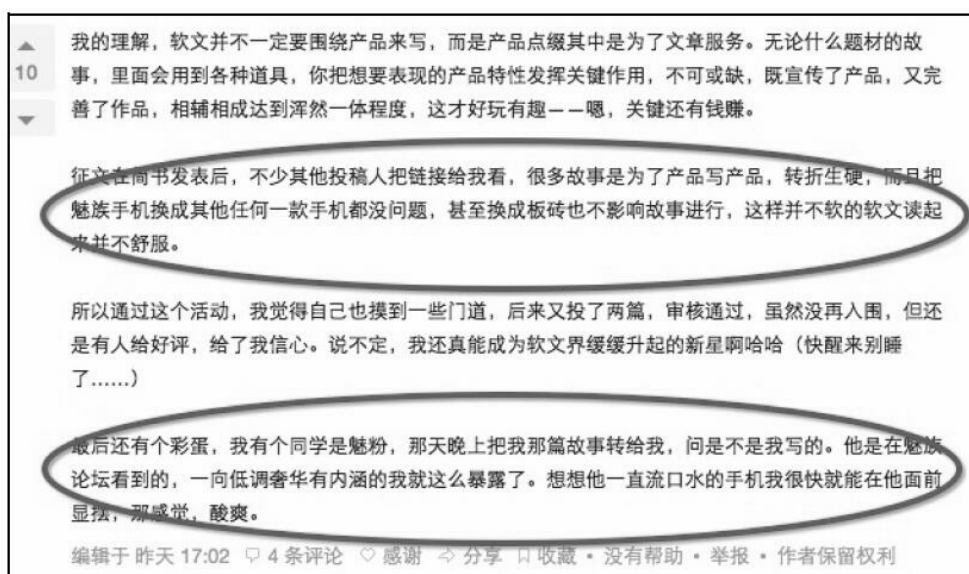 我的理解，软文并不一定要围绕产品来写，而是产品点缀其中是为了文章服务。无论什么题材的故
10
事，里面会用到各种道具，你把想要表现的产品特性发挥关键作用，不可或缺，既宣传了产品，又完
善了作品，相辅相成达到浑然一体程度，这才好玩有趣——嗯，关键还有钱赚。
征文在简书发表后，不少其他投稿人把链接给我看，很多故事是为了产品写产品，转折生硬，而且把
魅族手机换成其他任何一款手机都没问题，甚至换成板砖也不影响故事进行，这样并不软的软文读起
来并不舒服。
所以通过这个活动，我觉得自己也摸到一些门道，后来又投了两篇，审核通过，虽然没再入围，但还
是有人给好评，给了我信心。说不定，我还真能成为软文界缓缓升起的新星啊哈哈（快醒来别睡
了……）
最后还有个彩蛋，我有个同学是魅粉，那天晚上把我那篇故事转给我，问是不是我写的。他是在魅族
论坛看到的，一向低调奢华有内涵的我就这么暴露了。想想他一直流口水的手机我很快就能在他面前
显摆，那感觉，酸爽。
编辑于 昨天 17:02 4 条评论 感谢 分享 收藏 • 没有帮助 • 举报 • 作者保留权利